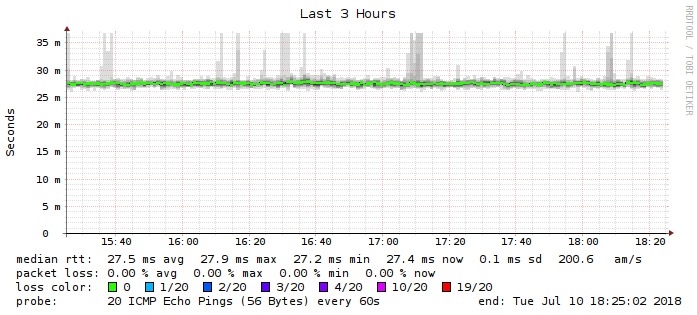 Last 3 Hours
RRDTOOL / TOBI OETIKER
Seconds
35 m
30 m
25 m
20 m
15 m
10 m
5 m
0
15:40 16:00 16:20 16:40 17:00 17:20 17:40 18:00 18:20
median rtt: 27.5 ms avg 27.9 ms max 27.2 ms min 27.4 ms now 0.1 ms sd 200.6 am/s
packet loss: 0.00 % avg 0.00 % max 0.00 % min 0.00 % now
loss color: 0 1/20 2/20 3/20 4/20 10/20 19/20
probe: 20 ICMP Echo Pings (56 Bytes) every 60s end: Tue Jul 10 18:25:02 2018